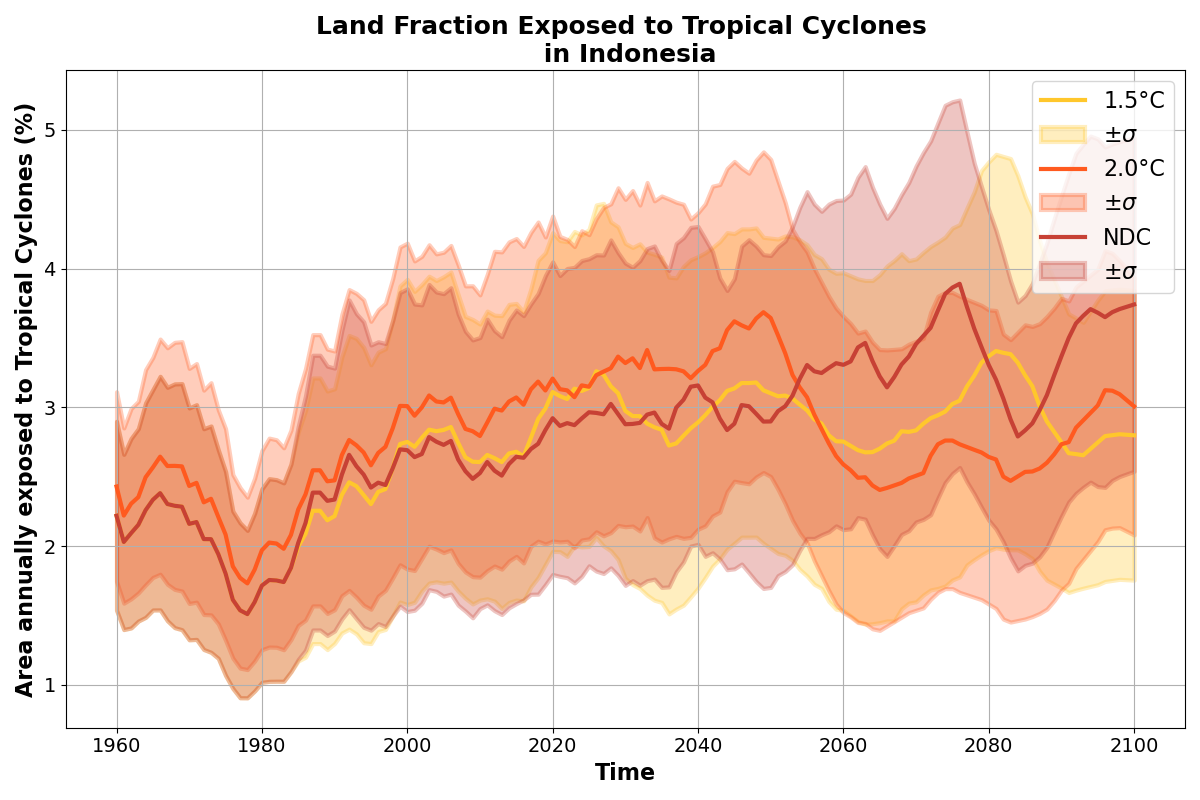 Land Fraction Exposed to Tropical Cyclones
in Indonesia
Area annually exposed to Tropical Cyclones (%)
5
4
3
2
1
1.5°C
±σ
2.0°C
±σ
NDC
±σ
1960 1980 2000 2020 2040 2060 2080 2100
Time